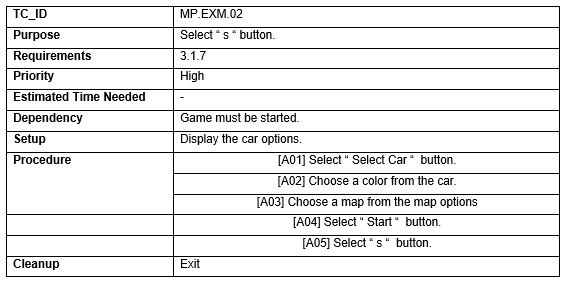 TC_ID MP.EXM.02
Purpose Select “ s “ button.
Requirements 3.1.7
Priority High
Estimated Time Needed -
Dependency Game must be started.
Setup Display the car options.
Procedure [A01] Select “ Select Car “ button.
[A02] Choose a color from the car.
[A03] Choose a map from the map options
[A04] Select “ Start “ button.
[A05] Select “ s “ button.
Cleanup Exit